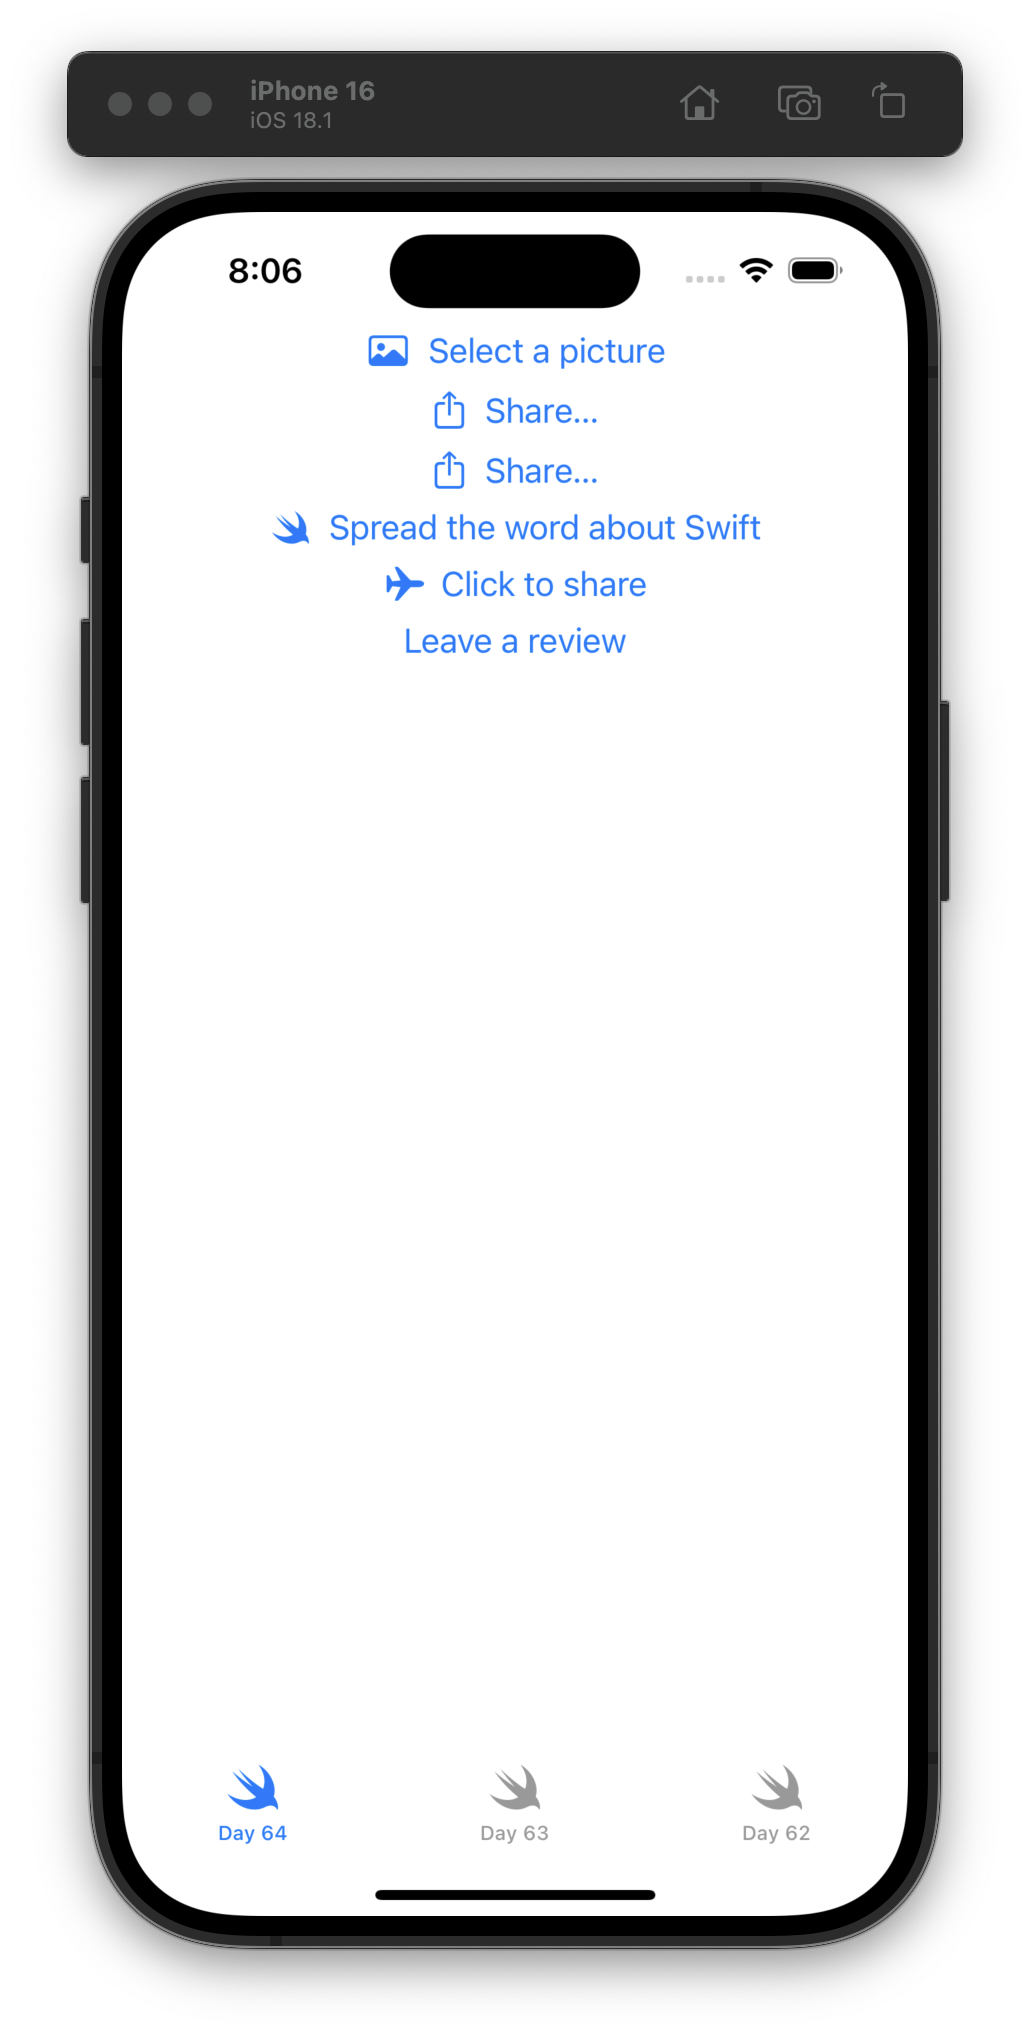 iPhone 16
iOS 18.1
8:06
Select a picture
Share...
Share...
Spread the word about Swift
Click to share
Leave a review
Day 64 Day 63 Day 62